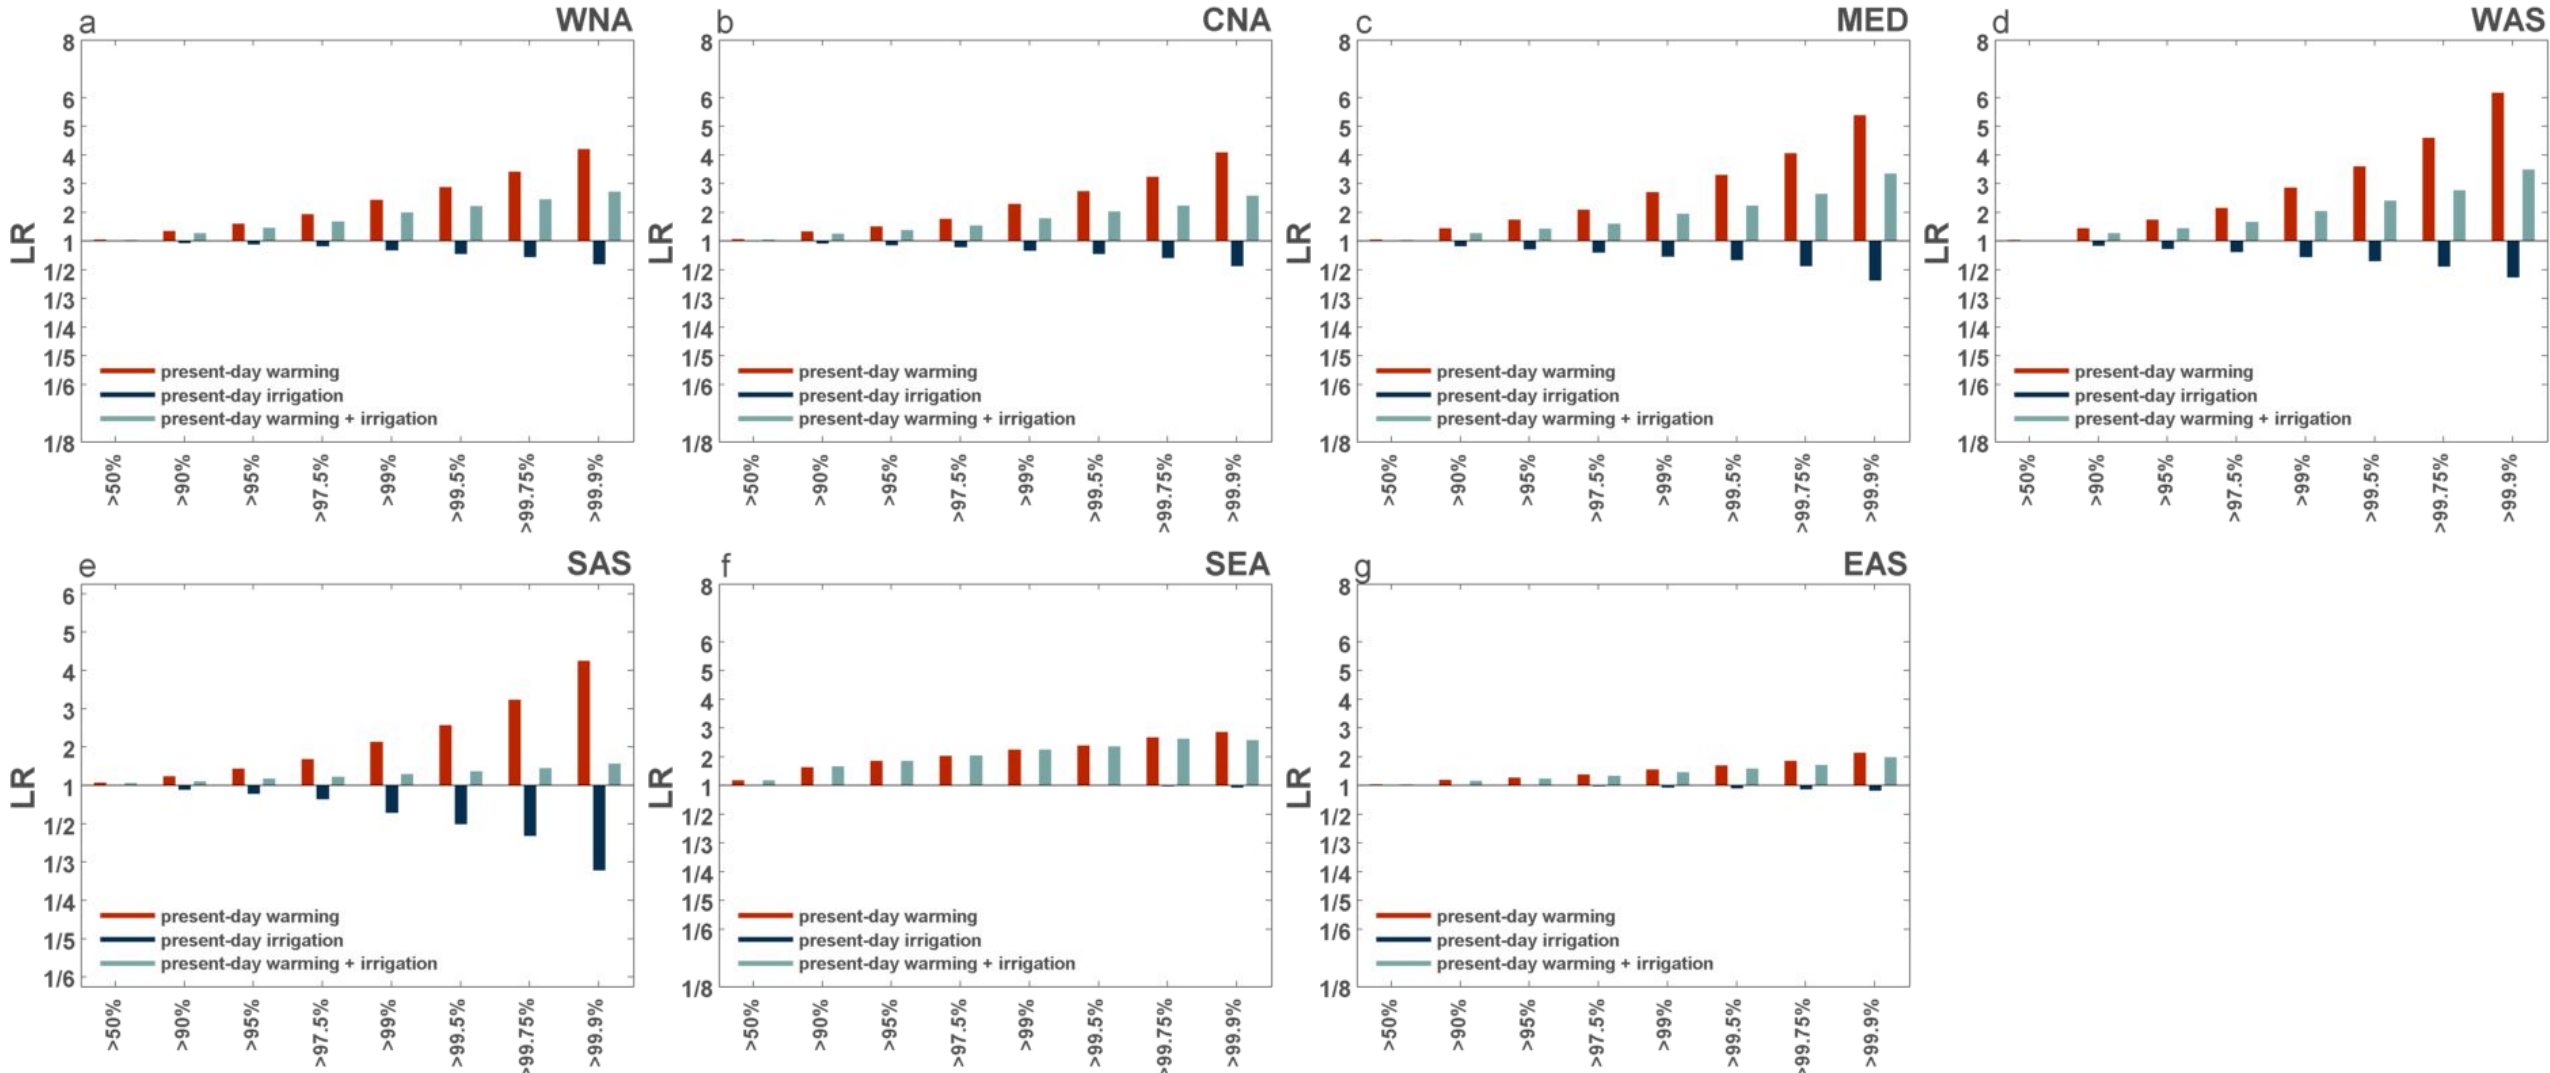 a WNA
8
6
5
4
3
2
1
1/2
1/3
1/4
1/5
1/6
1/8
LR
present-day warming
present-day irrigation
present-day warming + irrigation
>50% >90% >95% >97.5% >99% >99.5% >99.75% >99.9%
b CNA
8
6
5
4
3
2
1
1/2
1/3
1/4
1/5
1/6
1/8
LR
present-day warming
present-day irrigation
present-day warming + irrigation
>50% >90% >95% >97.5% >99% >99.5% >99.75% >99.9%
c MED
8
6
5
4
3
2
1
1/2
1/3
1/4
1/5
1/6
1/8
LR
present-day warming
present-day irrigation
present-day warming + irrigation
>50% >90% >95% >97.5% >99% >99.5% >99.75% >99.9%
d WAS
8
6
5
4
3
2
1
1/2
1/3
1/4
1/5
1/6
1/8
LR
present-day warming
present-day irrigation
present-day warming + irrigation
>50% >90% >95% >97.5% >99% >99.5% >99.75% >99.9%
e SAS
6
5
4
3
2
1
1/2
1/3
1/4
1/5
1/6
LR
present-day warming
present-day irrigation
present-day warming + irrigation
>50% >90% >95% >97.5% >99% >99.5% >99.75% >99.9%
f SEA
8
6
5
4
3
2
1
1/2
1/3
1/4
1/5
1/6
1/8
LR
present-day warming
present-day irrigation
present-day warming + irrigation
>50% >90% >95% >97.5% >99% >99.5% >99.75% >99.9%
g EAS
8
6
5
4
3
2
1
1/2
1/3
1/4
1/5
1/6
1/8
LR
present-day warming
present-day irrigation
present-day warming + irrigation
>50% >90% >95% >97.5% >99% >99.5% >99.75% >99.9%